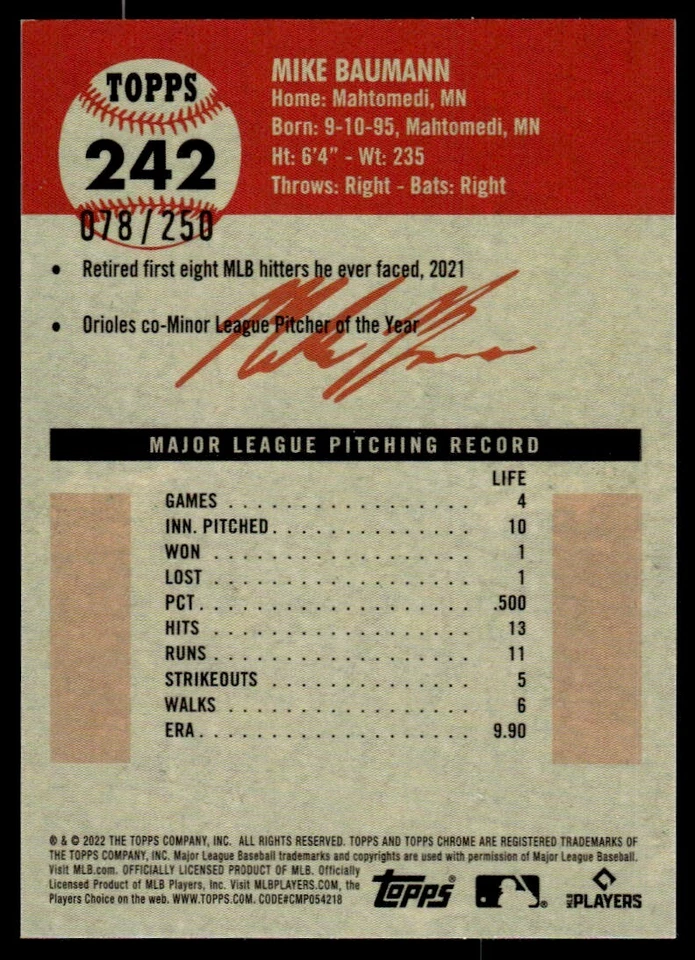 TOPPS
242
078/250
MIKE BAUMANN
Home: Mahtomedi, MN
Born: 9-10-95, Mahtomedi, MN
Ht: 6'4" - Wt: 235
Throws: Right - Bats: Right
• Retired first eight MLB hitters he ever faced, 2021
• Orioles co-Minor League Pitcher of the Year
MAJOR LEAGUE PITCHING RECORD
LIFE
GAMES . . . . . . . . . . . . . . . . . . . 4
INN. PITCHED. . . . . . . . . . . . . . . . 10
WON . . . . . . . . . . . . . . . . . . . . 1
LOST . . . . . . . . . . . . . . . . . . . . 1
PCT. . . . . . . . . . . . . . . . . . . . . .500
HITS . . . . . . . . . . . . . . . . . . . . 13
RUNS . . . . . . . . . . . . . . . . . . . . 11
STRIKEOUTS . . . . . . . . . . . . . . . . 5
WALKS . . . . . . . . . . . . . . . . . . . 6
ERA. . . . . . . . . . . . . . . . . . . . . 9.90
® & © 2022 THE TOPPS COMPANY, INC. ALL RIGHTS RESERVED. TOPPS AND TOPPS CHROME ARE REGISTERED TRADEMARKS OF
THE TOPPS COMPANY, INC. Major League Baseball trademarks and copyrights are used with permission of Major League Baseball.
Visit MLB.com. OFFICIALLY LICENSED PRODUCT OF MLB. Officially
Licensed Product of MLB Players, Inc. Visit MLBPLAYERS.COM, the
Players Choice on the web. WWW.TOPPS.COM. CODE#CMP054218
topps®
MLB PLAYERS